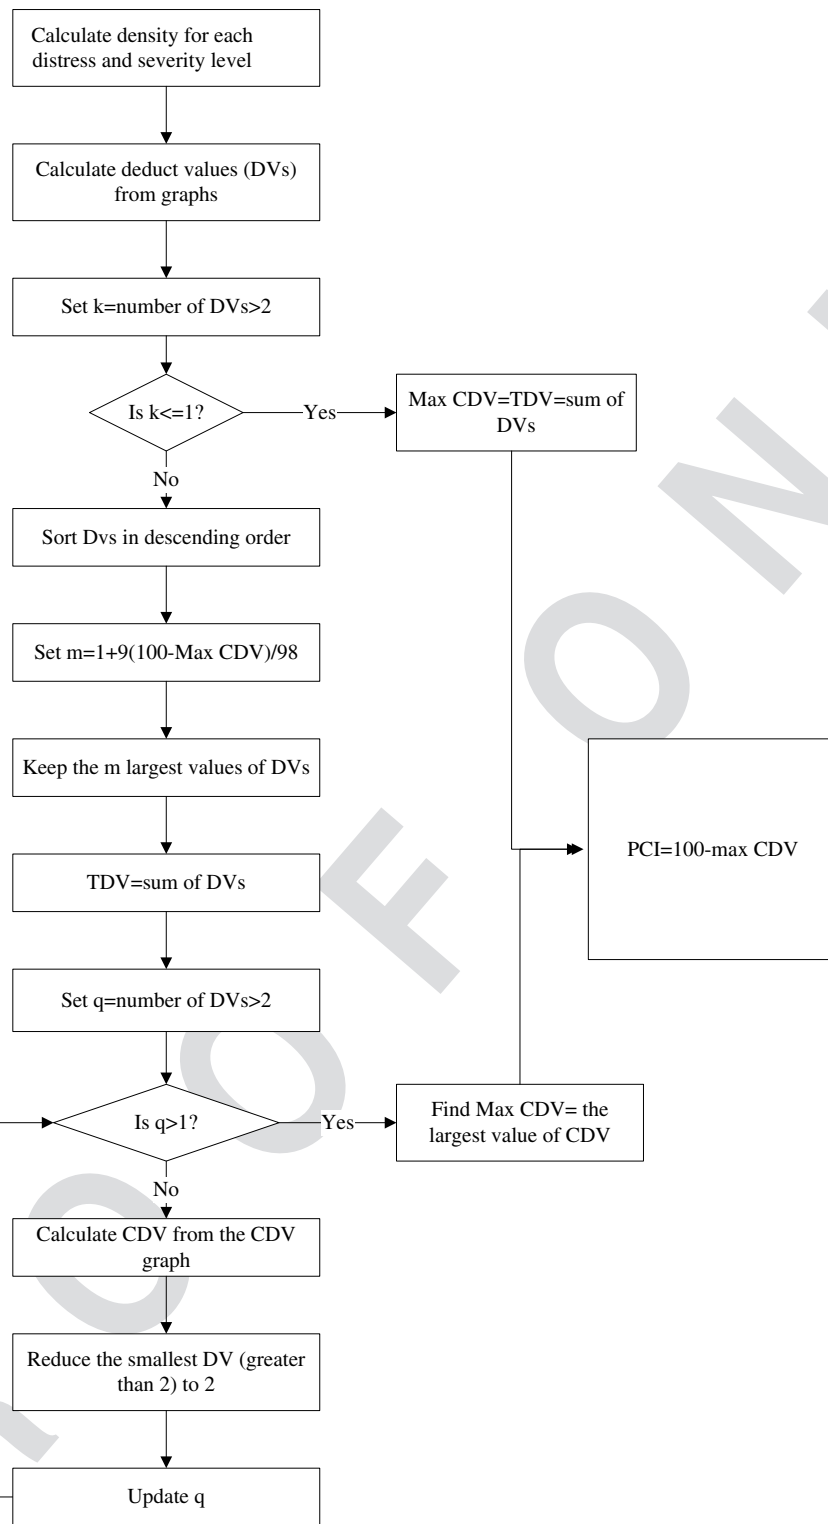 Calculate density for each
distress and severity level
Calculate deduct values (DVs)
from graphs
Set k=number of DVs>2
Is k<=1?
Yes
Max CDV=TDV=sum of
DVs
No
Sort Dvs in descending order
Set m=1+9(100-Max CDV)/98
Keep the m largest values of DVs
PCI=100-max CDV
TDV=sum of DVs
Set q=number of DVs>2
Is q>1?
Yes
Find Max CDV= the
largest value of CDV
No
Calculate CDV from the CDV
graph
Reduce the smallest DV (greater
than 2) to 2
Update q
O O F O N